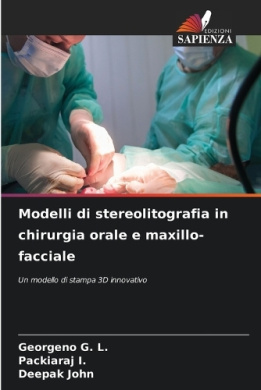 EDIZIONI
SAPIENZA
Modelli di stereolitografia in
chirurgia orale e maxillo-
facciale
Un modello di stampa 3D innovativo
Georgeno G. L.
Packiaraj I.
Deepak John